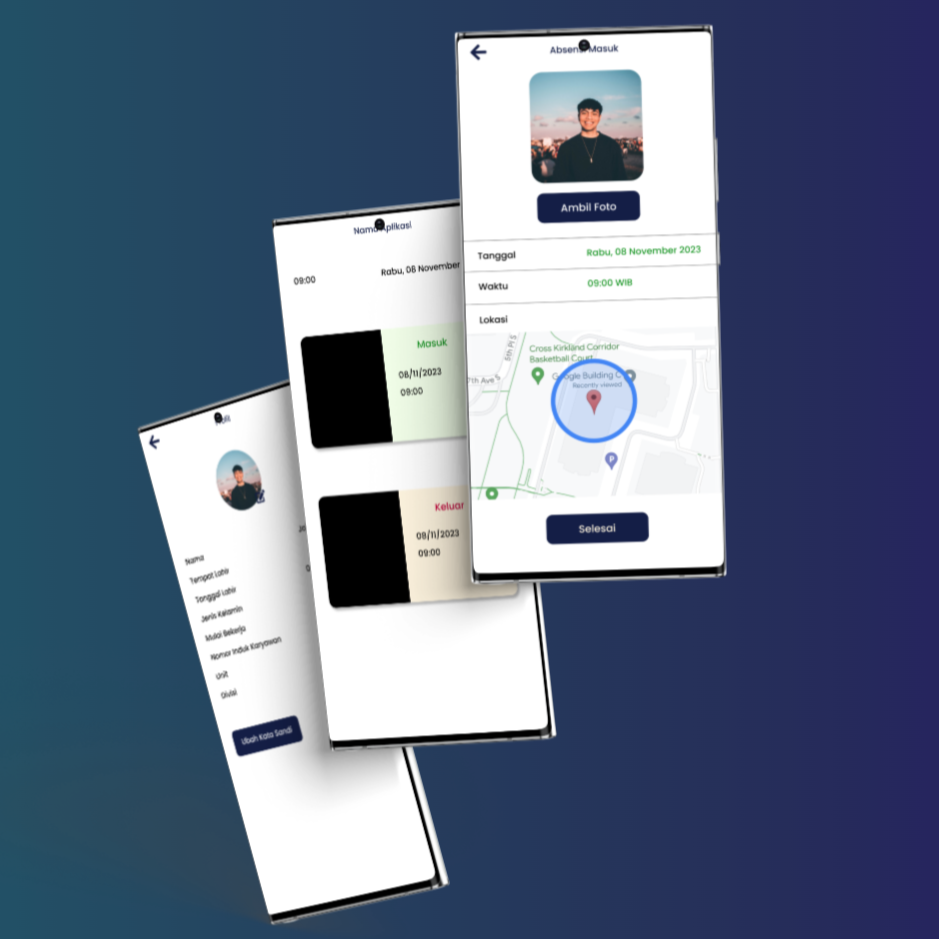 Absensi Masuk
Ambil Foto
Tanggal
Rabu, 08 November 2023
Waktu
09:00 WIB
Lokasi
5th Pl S
Cross Kirkland Corridor
Basketball Court
7th Ave S
Google Building C
Recently viewed
P
Selesai
Nama Aplikasi
09:00
Rabu, 08 November
Masuk
08/11/2023
09:00
Keluar
08/11/2023
09:00
Nama
Tempat Lahir
Tanggal Lahir
Jenis Kelamin
Mulai Bekerja
Nomor Induk Karyawan
Unit
Divisi
Ubah Kata Sandi